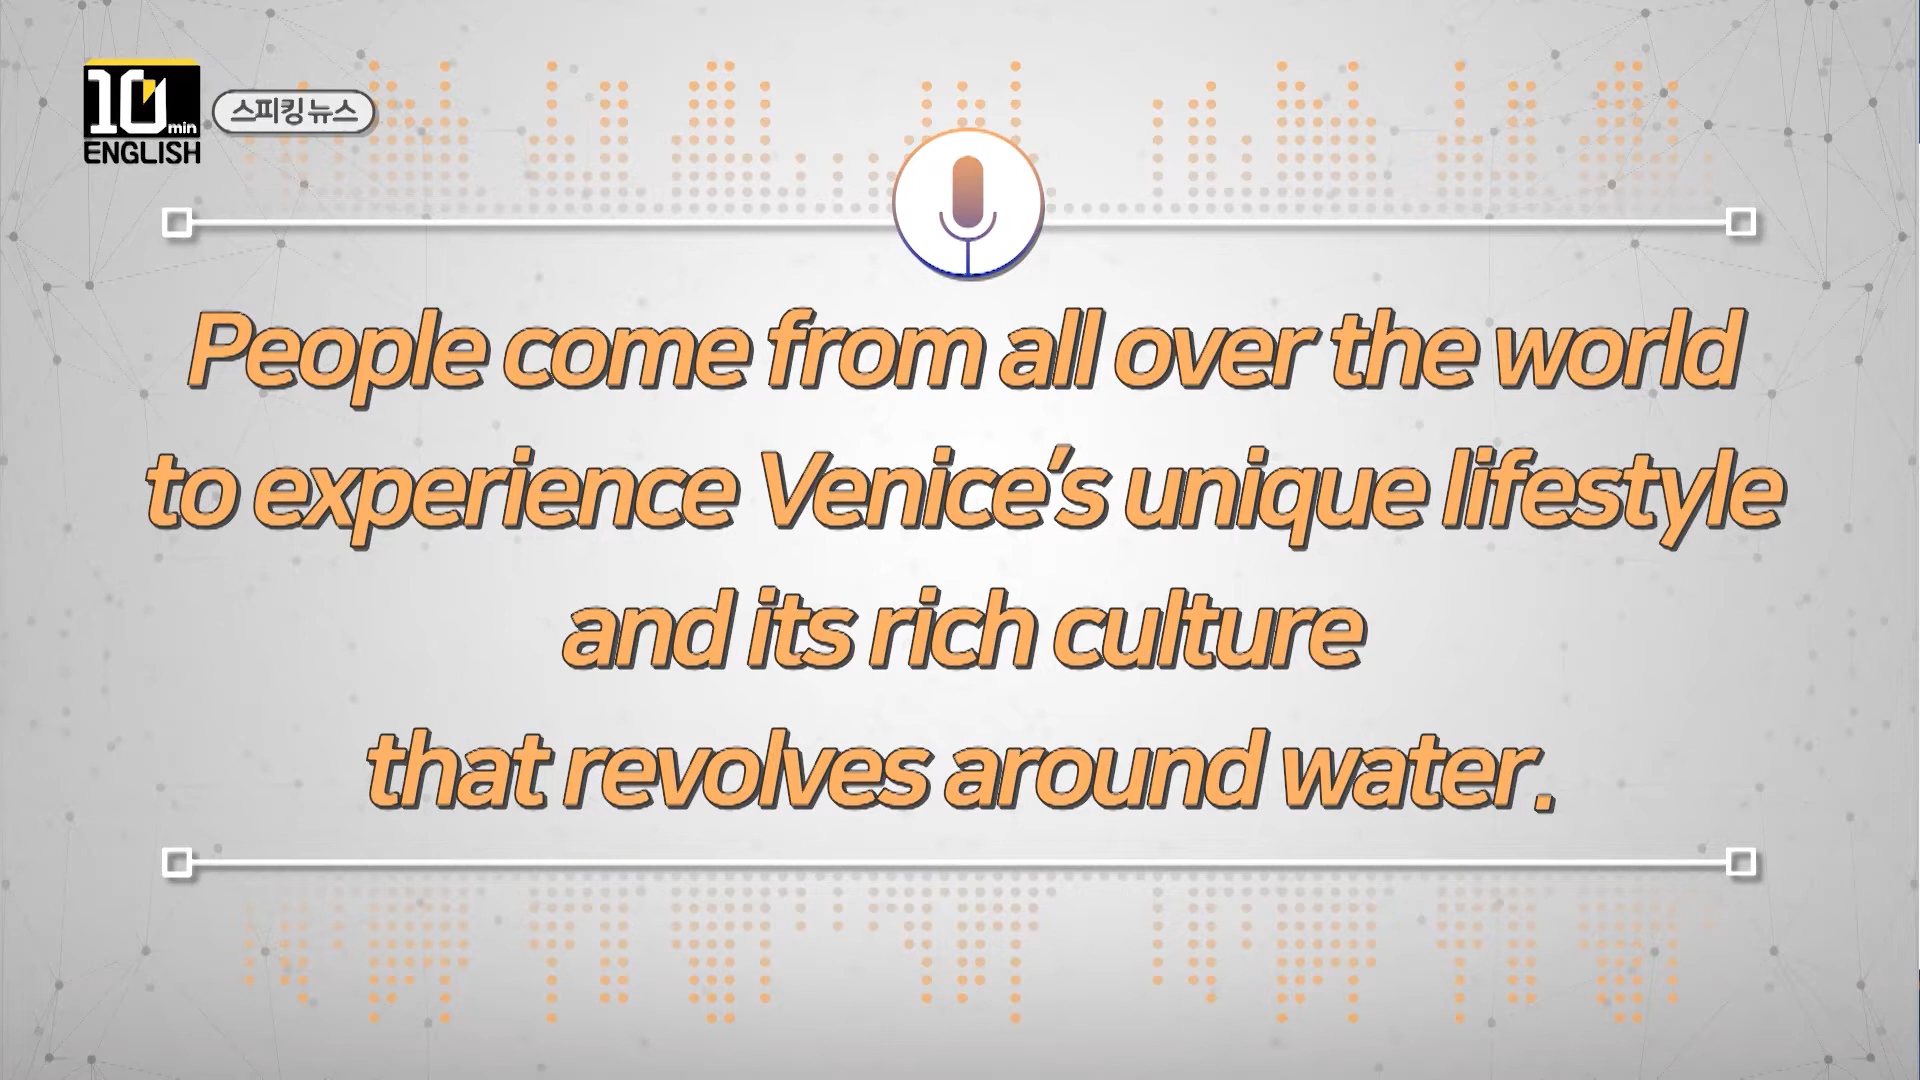 10 min
ENGLISH
스피킹 뉴스
People come from all over the world
to experience Venice’s unique lifestyle
and its rich culture
that revolves around water.